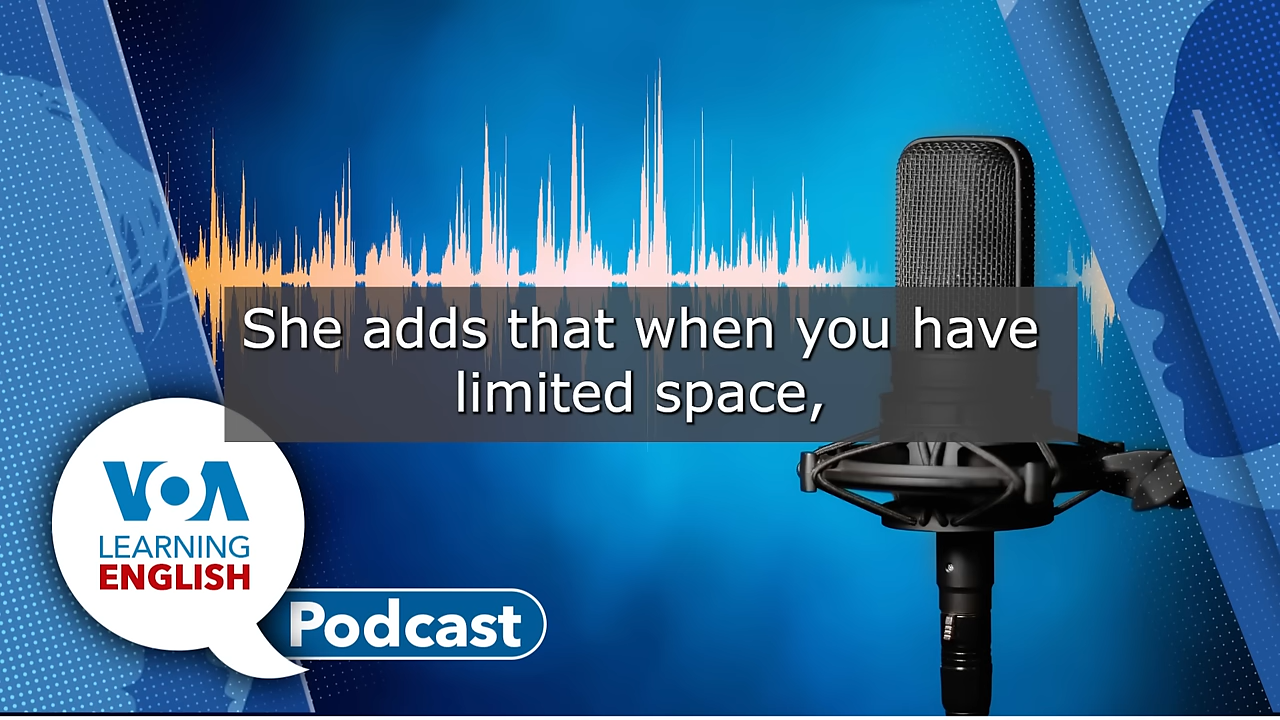 She adds that when you have
limited space,
VOA
LEARNING
ENGLISH
Podcast